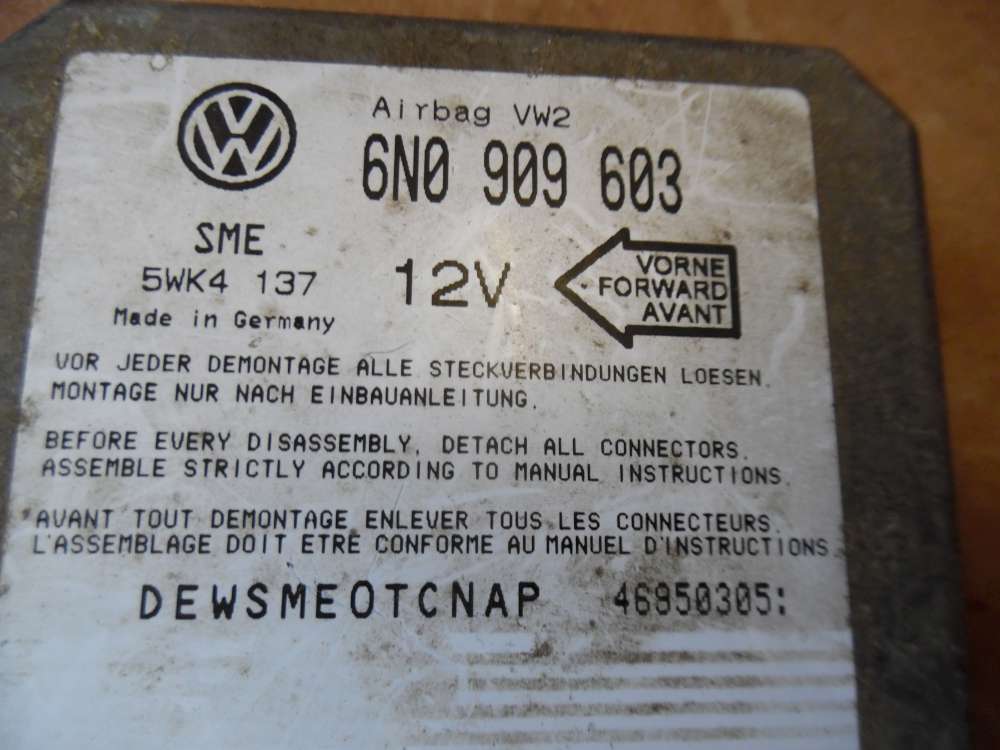 Airbag VW2
6N0 909 603
SME
5WK4 137
Made in Germany
12V
VORNE
FORWARD
AVANT
VOR JEDER DEMONTAGE ALLE STECKVERBINDUNGEN LOESEN.
MONTAGE NUR NACH EINBAUANLEITUNG.
BEFORE EVERY DISASSEMBLY, DETACH ALL CONNECTORS.
ASSEMBLE STRICTLY ACCORDING TO MANUAL INSTRUCTIONS.
AVANT TOUT DEMONTAGE ENLEVER TOUS LES CONNECTEURS.
L'ASSEMBLAGE DOIT ETRE CONFORME AU MANUEL D'INSTRUCTIONS
DEWSMEOTCNAP 46850305: